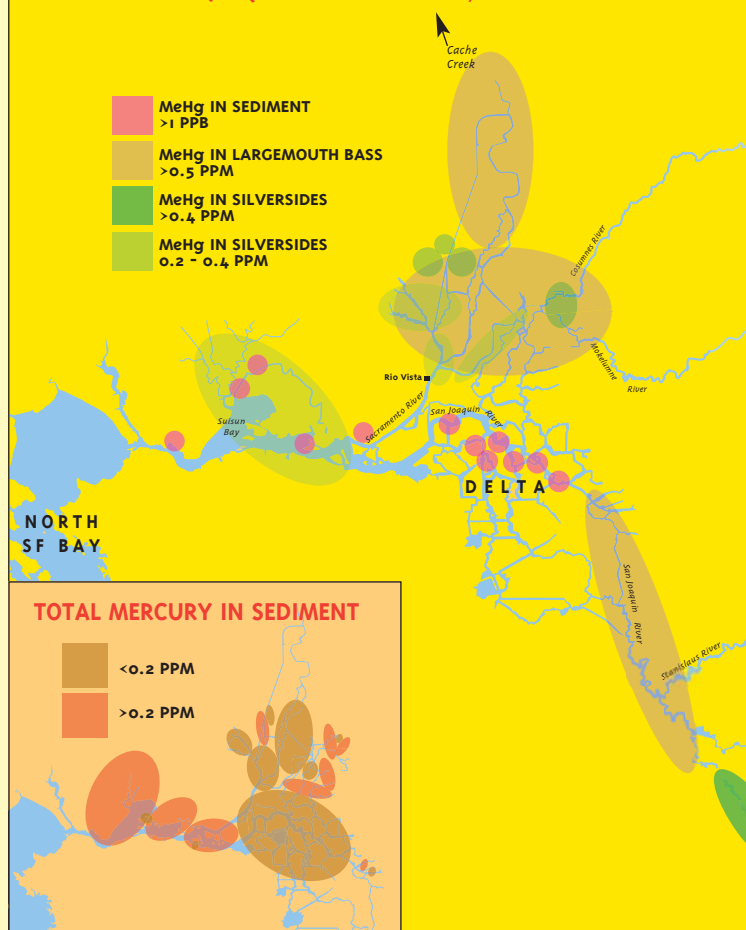 Cache
Creek
MeHg IN SEDIMENT
>1 PPB
MeHg IN LARGEMOUTH BASS
>0.5 PPM
MeHg IN SILVERSIDES
>0.4 PPM
MeHg IN SILVERSIDES
0.2 - 0.4 PPM
Cosumnes River
Mokelumne
River
Rio Vista
Sacramento River
San Joaquin River
Suisun
Bay
DELTA
NORTH
SF BAY
San Joaquin River
Stanislaus River
TOTAL MERCURY IN SEDIMENT
<0.2 PPM
>0.2 PPM